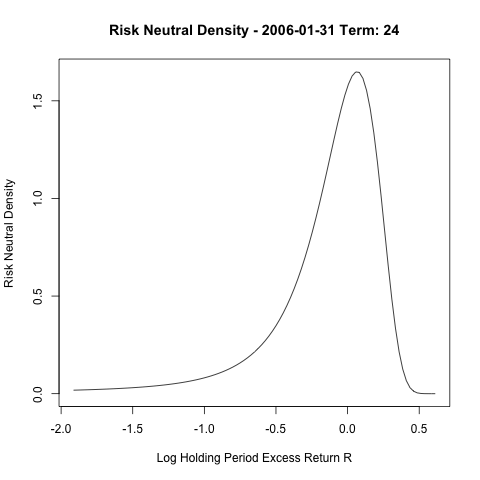 Risk Neutral Density - 2006-01-31 Term: 24
Risk Neutral Density
1.5
1.0
0.5
0.0
-2.0 -1.5 -1.0 -0.5 0.0 0.5
Log Holding Period Excess Return R